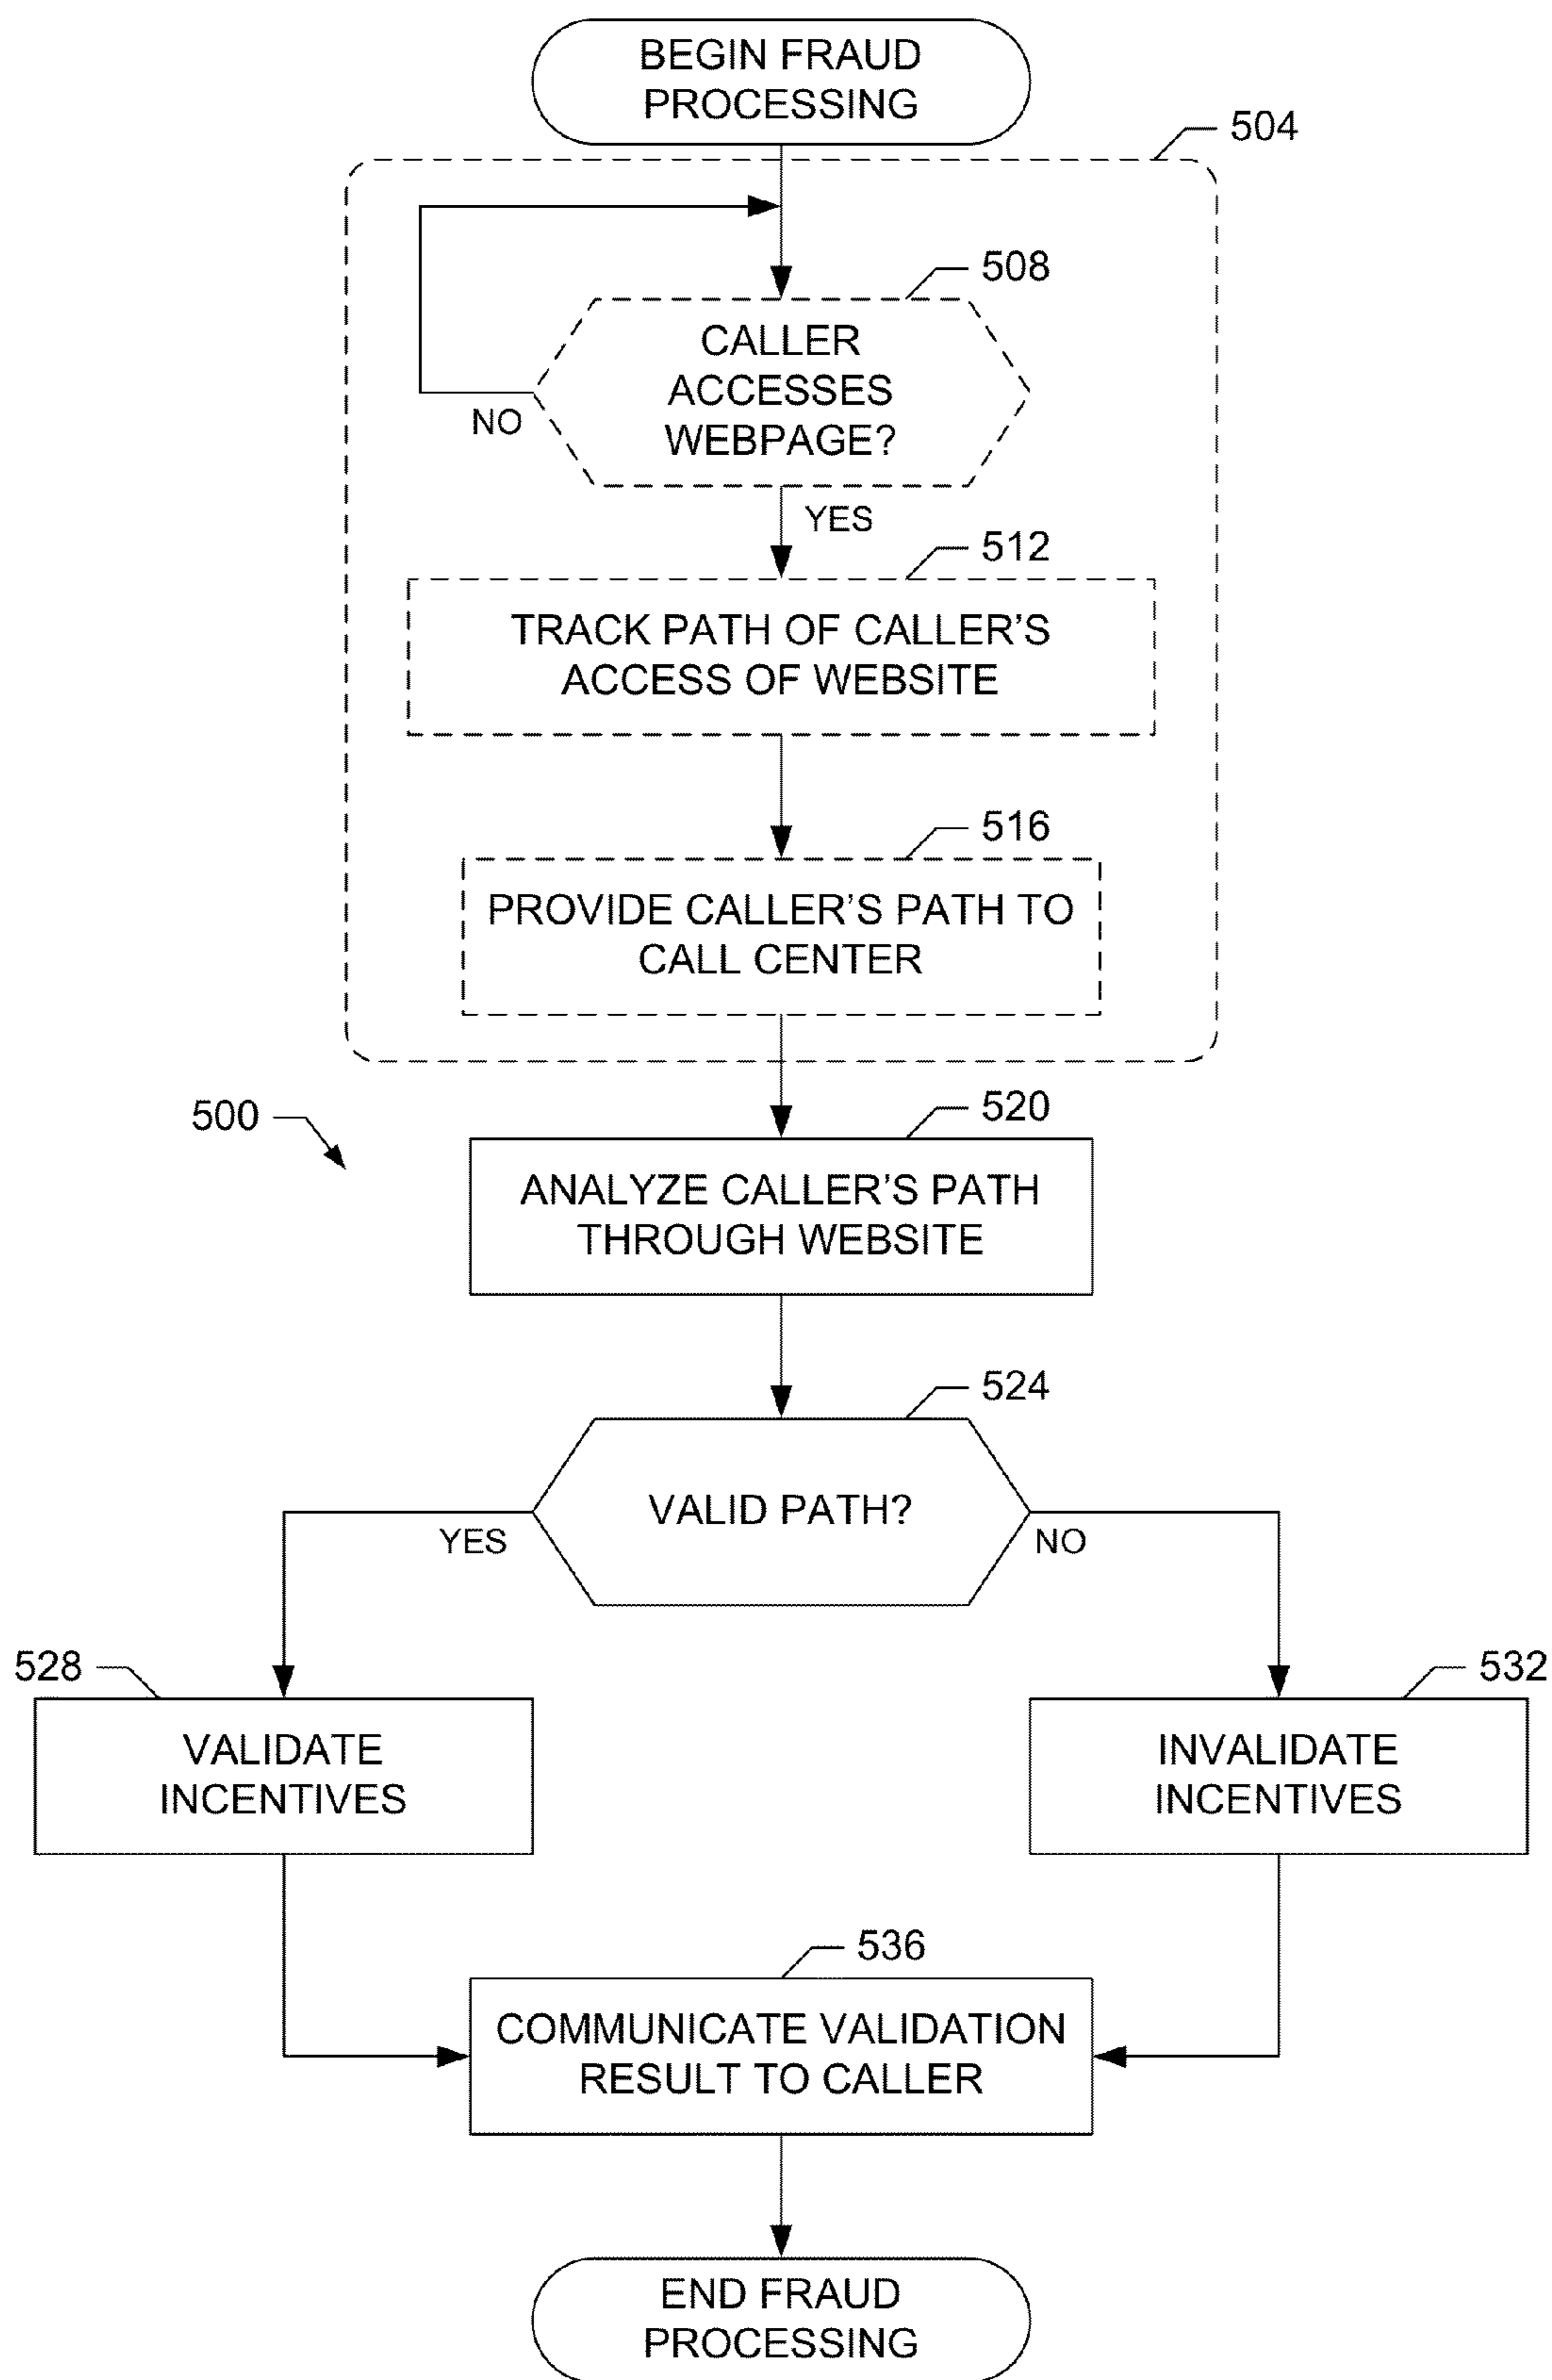 BEGIN FRAUD
PROCESSING
504
508
CALLER
ACCESSES
WEBPAGE?
NO
YES
512
TRACK PATH OF CALLER’S
ACCESS OF WEBSITE
516
PROVIDE CALLER’S PATH TO
CALL CENTER
500
520
ANALYZE CALLER’S PATH
THROUGH WEBSITE
524
VALID PATH?
YES
NO
528
VALIDATE
INCENTIVES
532
INVALIDATE
INCENTIVES
536
COMMUNICATE VALIDATION
RESULT TO CALLER
END FRAUD
PROCESSING